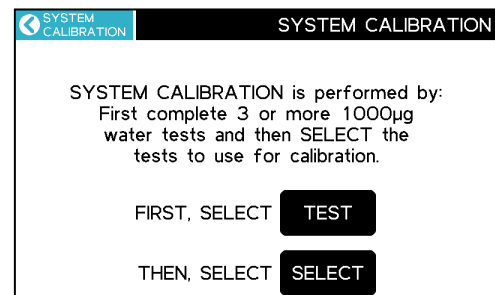 SYSTEM
CALIBRATION
SYSTEM CALIBRATION
SYSTEM CALIBRATION is performed by:
First complete 3 or more 1000µg
water tests and then SELECT the
tests to use for calibration.
FIRST, SELECT TEST
THEN, SELECT SELECT